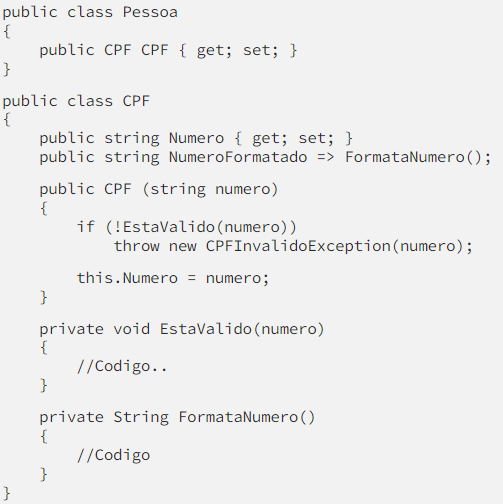 public class Pessoa
{
    public CPF CPF { get; set; }
}
public class CPF
{
    public string Numero { get; set; }
    public string NumeroFormatado => FormataNumero();
    public CPF (string numero)
    {
        if (!EstaValido(numero))
            throw new CPFInvalidoException(numero);
        this.Numero = numero;
    }
    private void EstaValido(numero)
    {
        //Codigo..
    }
    private String FormataNumero()
    {
        //Codigo
    }
}